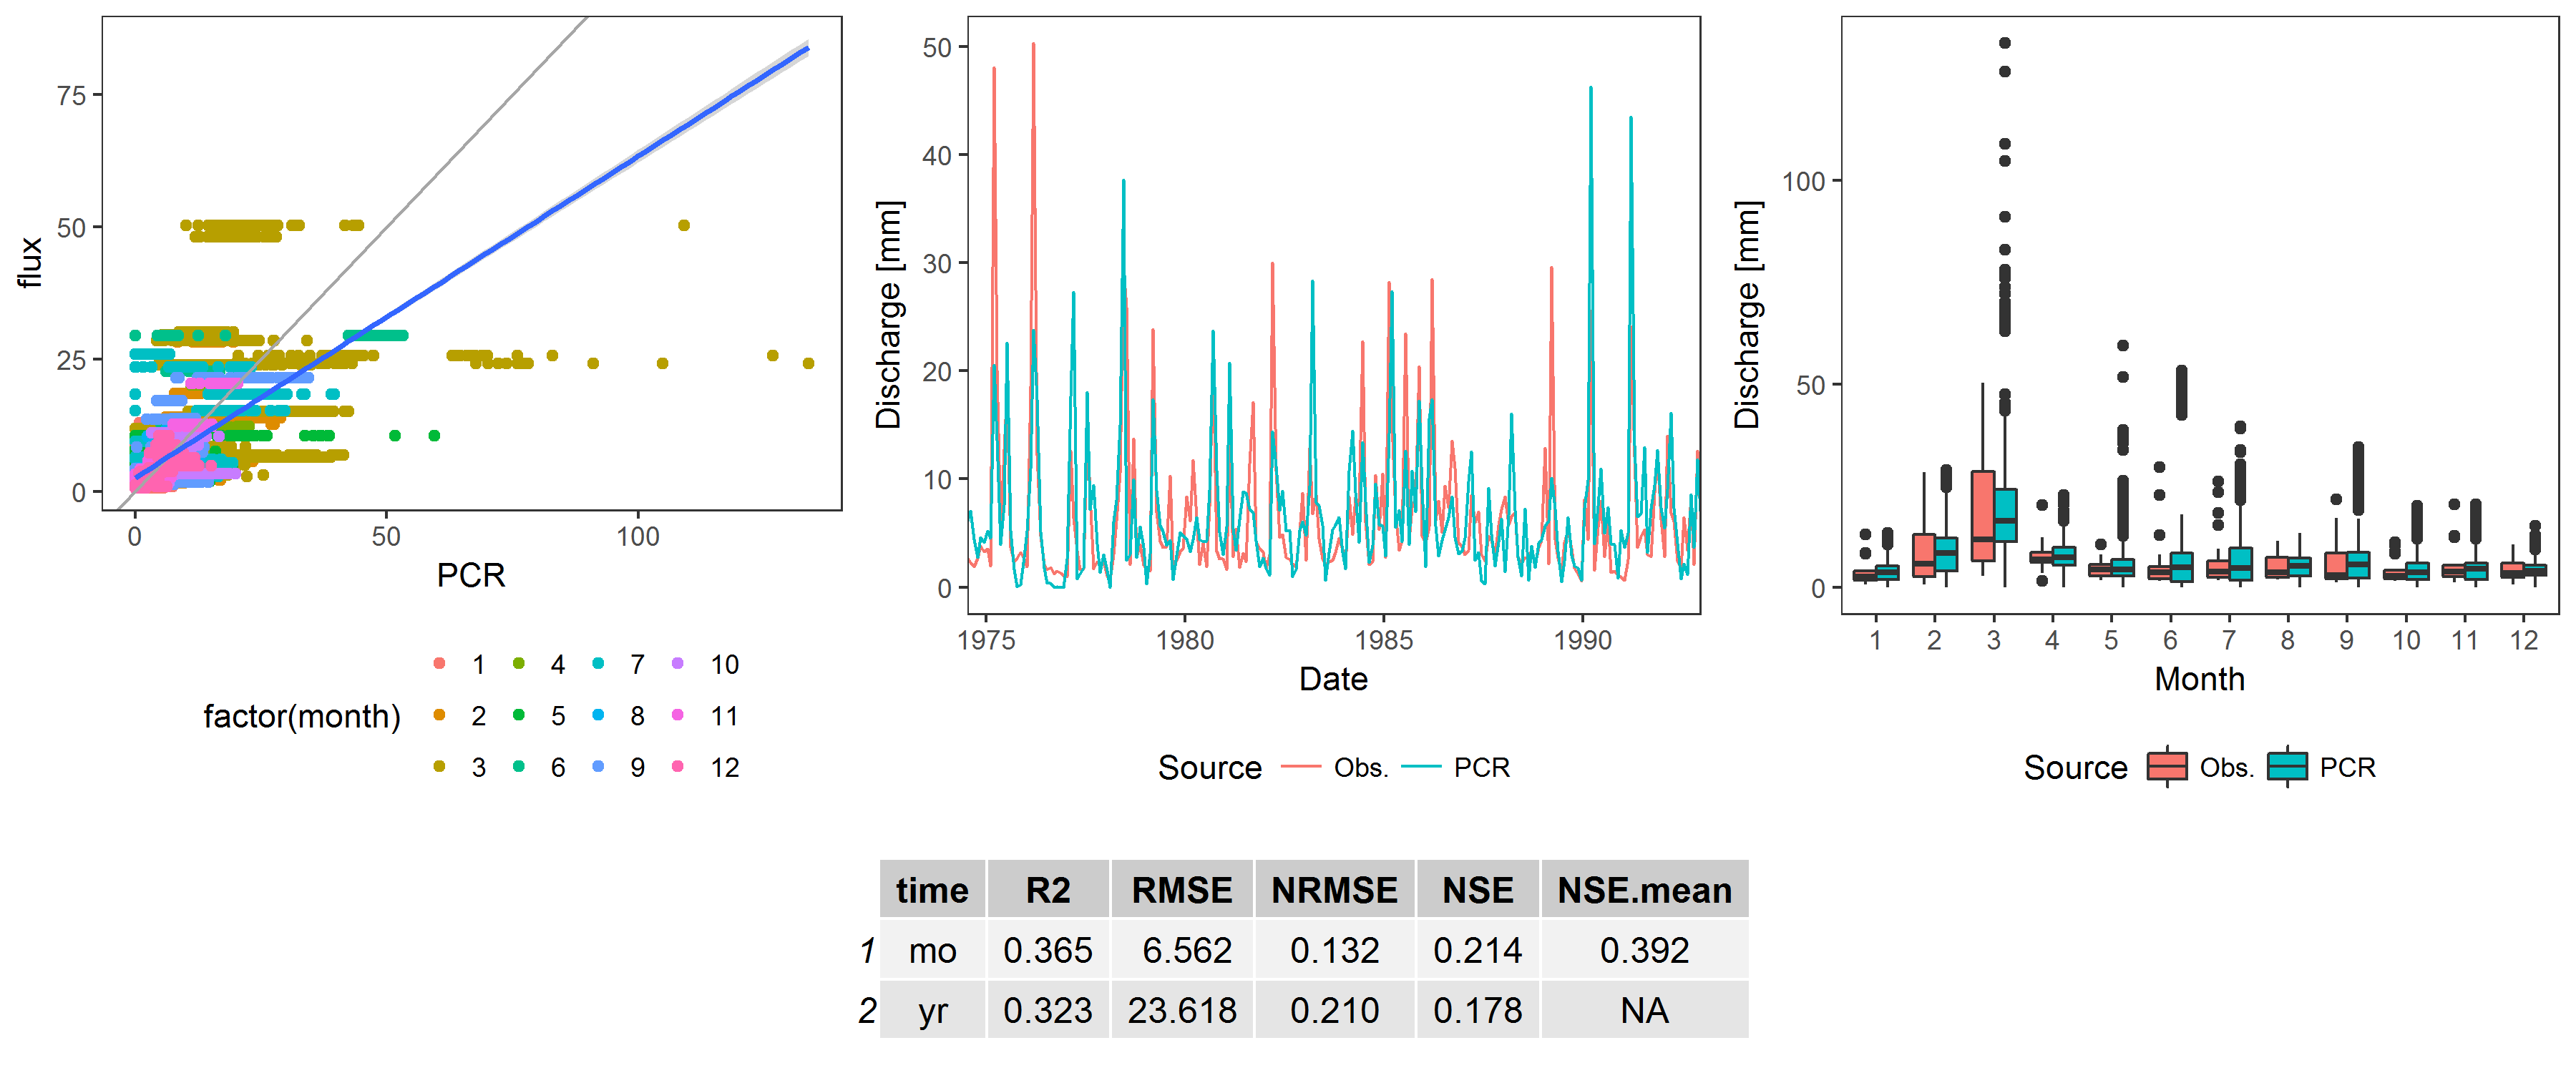 flux
75
50
25
0
0 50 100
PCR
factor(month)
1 4 7 10
2 5 8 11
3 6 9 12
Discharge [mm]
50
40
30
20
10
0
1975 1980 1985 1990
Date
Source Obs. PCR
Discharge [mm]
100
50
0
1 2 3 4 5 6 7 8 9 10 11 12
Month
Source Obs. PCR
time R2 RMSE NRMSE NSE NSE.mean
1 mo 0.365 6.562 0.132 0.214 0.392
2 yr 0.323 23.618 0.210 0.178 NA